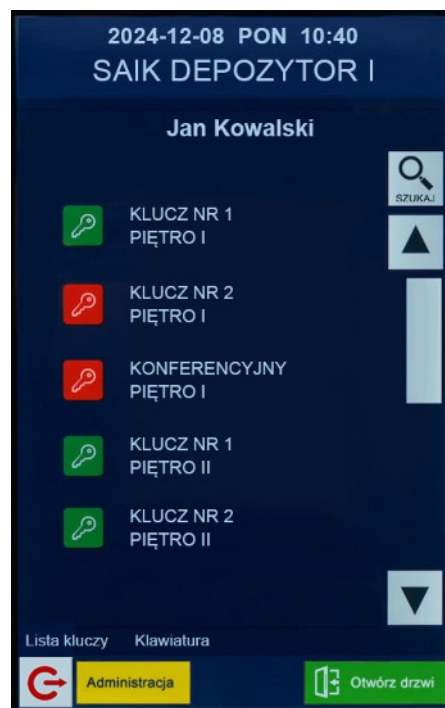 2024-12-08 PON 10:40
SAIK DEPOZYTOR I
Jan Kowalski
SZUKAJ
KLUCZ NR 1
PIĘTRO I
KLUCZ NR 2
PIĘTRO I
KONFERENCYJNY
PIĘTRO I
KLUCZ NR 1
PIĘTRO II
KLUCZ NR 2
PIĘTRO II
Lista kluczy Klawiatura
Administracja
Otwórz drzwi